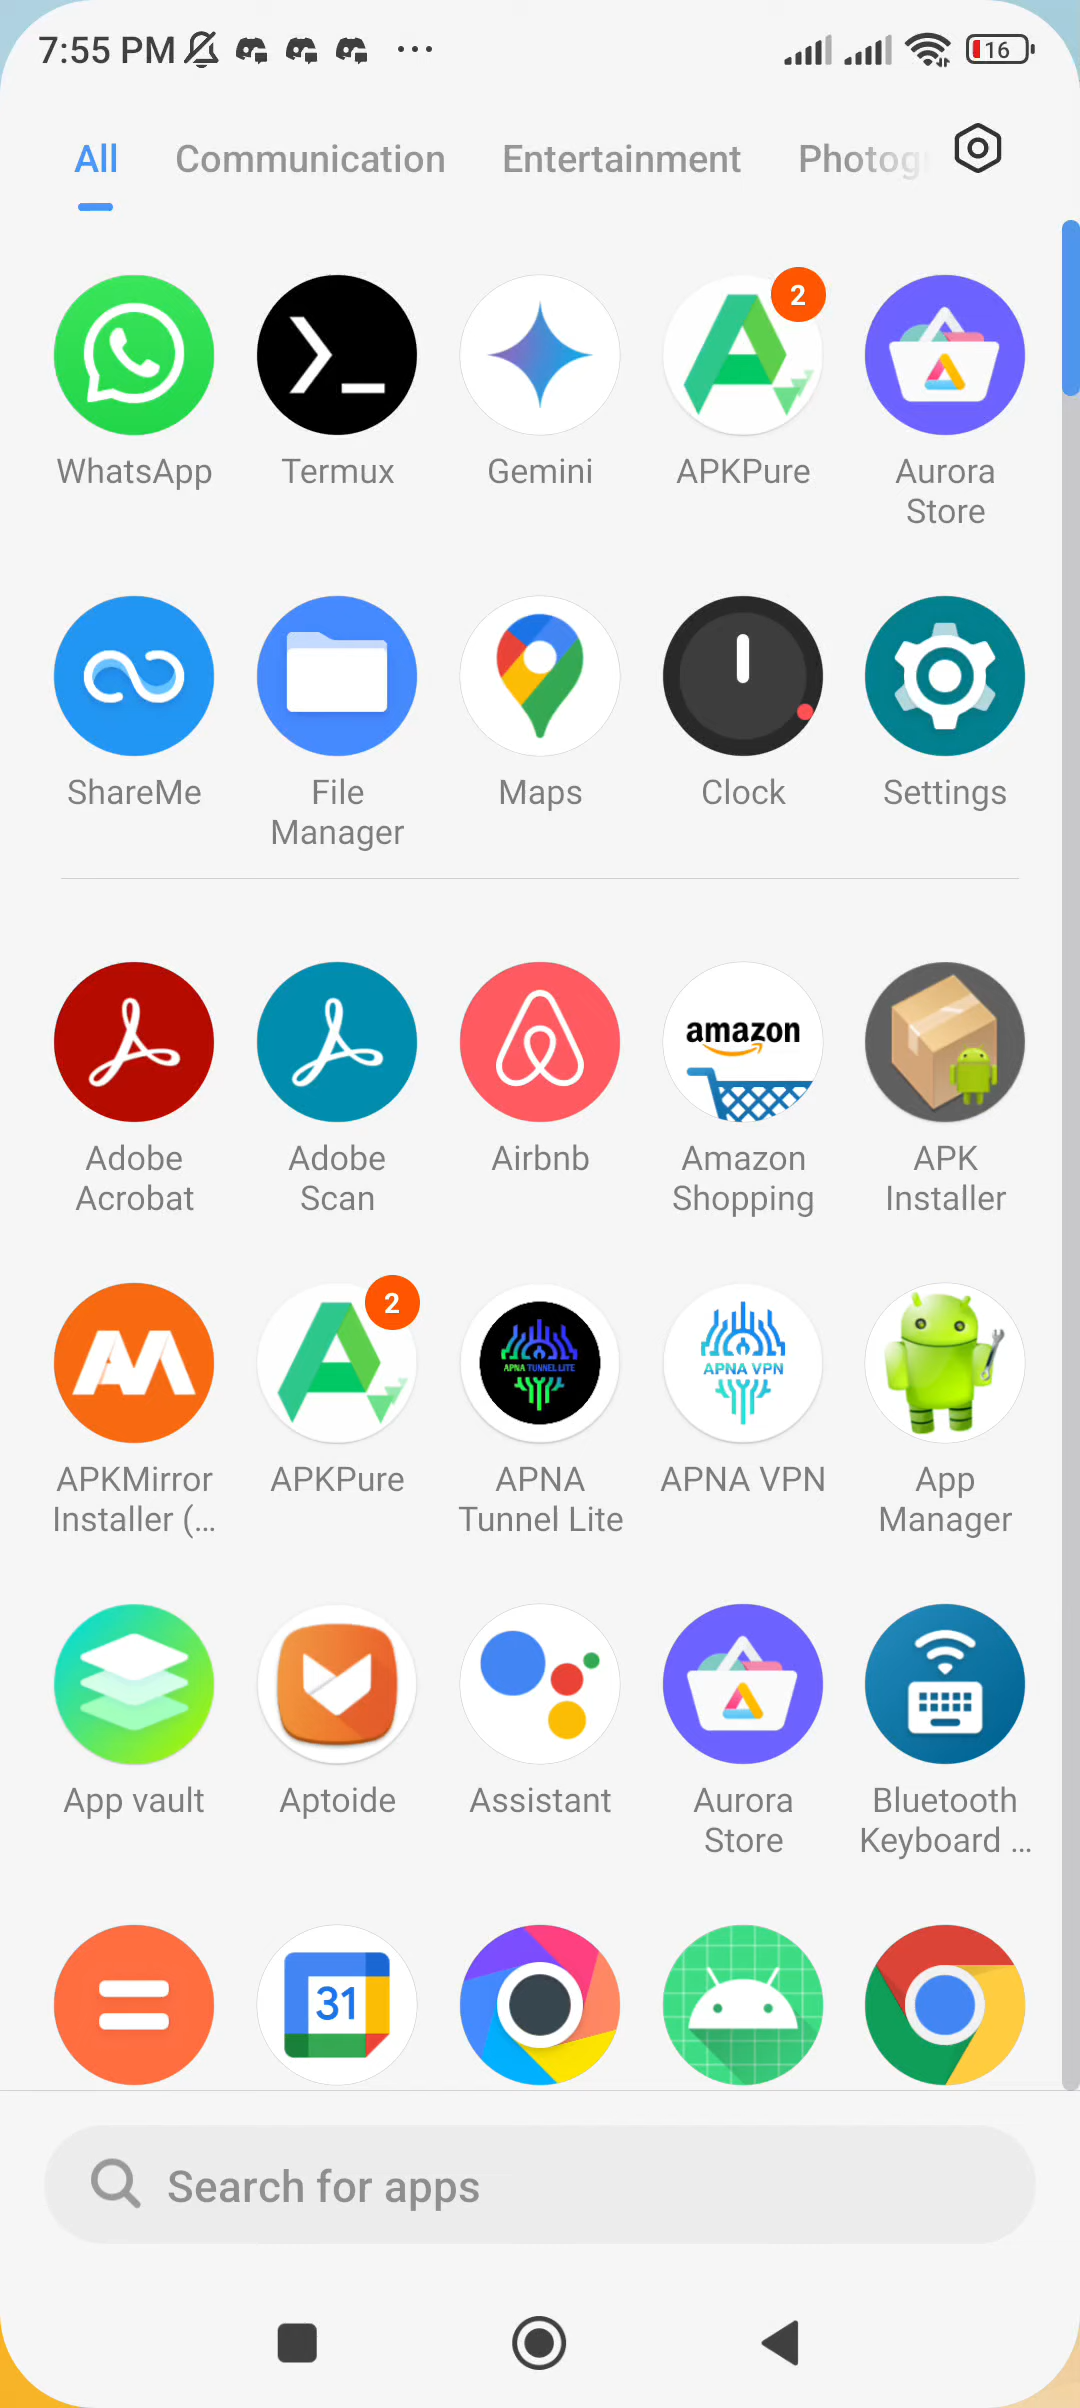 7:55 PM
16
All Communication Entertainment Photog
2
WhatsApp Termux Gemini APKPure Aurora
Store
ShareMe File Maps Clock Settings
Manager
amazon
Adobe Adobe Airbnb Amazon APK
Acrobat Scan Shopping Installer
2
APNA TUNNEL LITE
APNA VPN
APKMirror APKPure APNA APNA VPN App
Installer (... Tunnel Lite Manager
App vault Aptoide Assistant Aurora Bluetooth
Store Keyboard ...
31
Search for apps